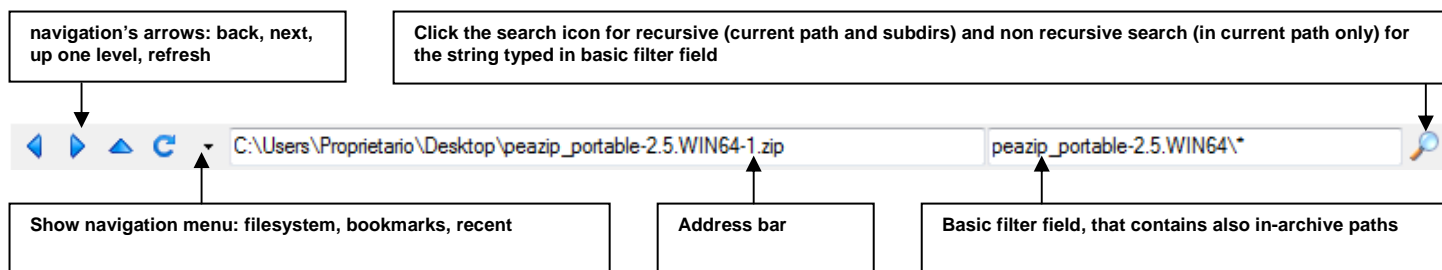 navigation's arrows: back, next,
up one level, refresh
Click the search icon for recursive (current path and subdirs) and non recursive search (in current path only) for
the string typed in basic filter field
C:\Users\Proprietario\Desktop\peazip_portable-2.5.WIN64-1.zip
peazip_portable-2.5.WIN64\*
Show navigation menu: filesystem, bookmarks, recent
Address bar
Basic filter field, that contains also in-archive paths